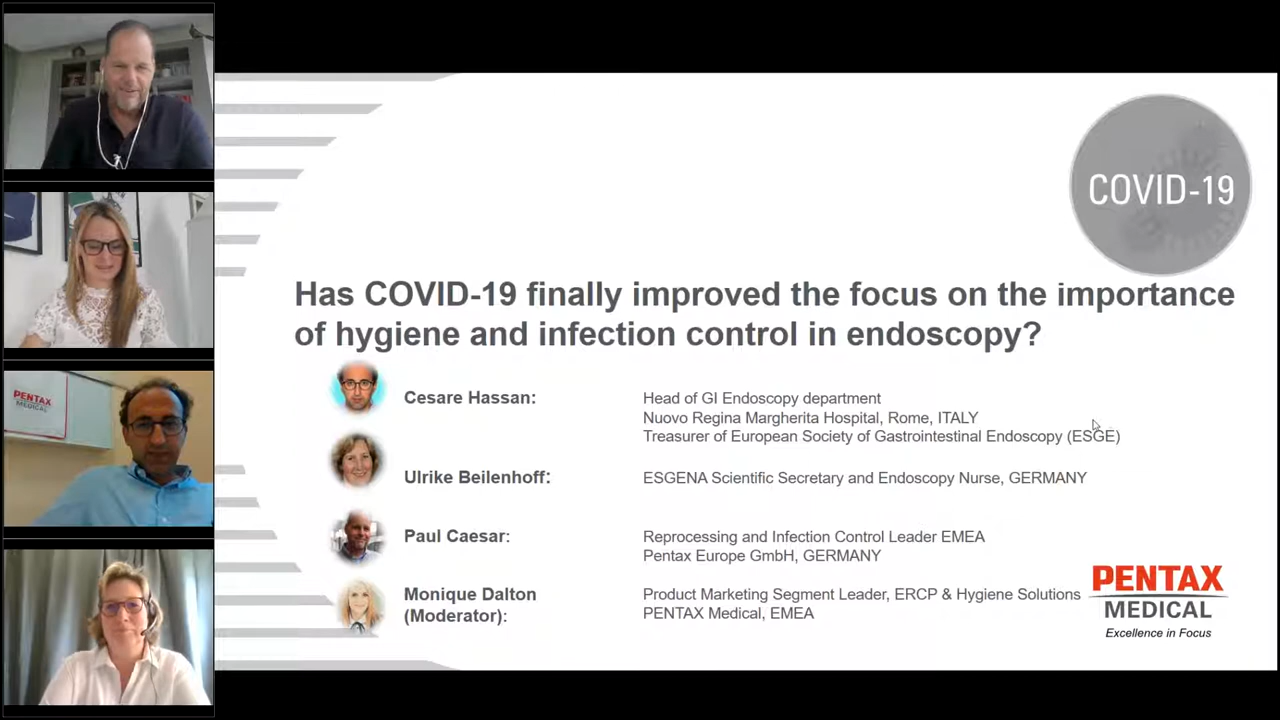 COVID-19
Has COVID-19 finally improved the focus on the importance
of hygiene and infection control in endoscopy?
Cesare Hassan:
Head of GI Endoscopy department
Nuovo Regina Margherita Hospital, Rome, ITALY
Treasurer of European Society of Gastrointestinal Endoscopy (ESGE)
Ulrike Beilenhoff:
ESGENA Scientific Secretary and Endoscopy Nurse, GERMANY
Paul Caesar:
Reprocessing and Infection Control Leader EMEA
Pentax Europe GmbH, GERMANY
Monique Dalton
(Moderator):
Product Marketing Segment Leader, ERCP & Hygiene Solutions
PENTAX Medical, EMEA
PENTAX
MEDICAL
Excellence in Focus
PENTAX
MEDICAL